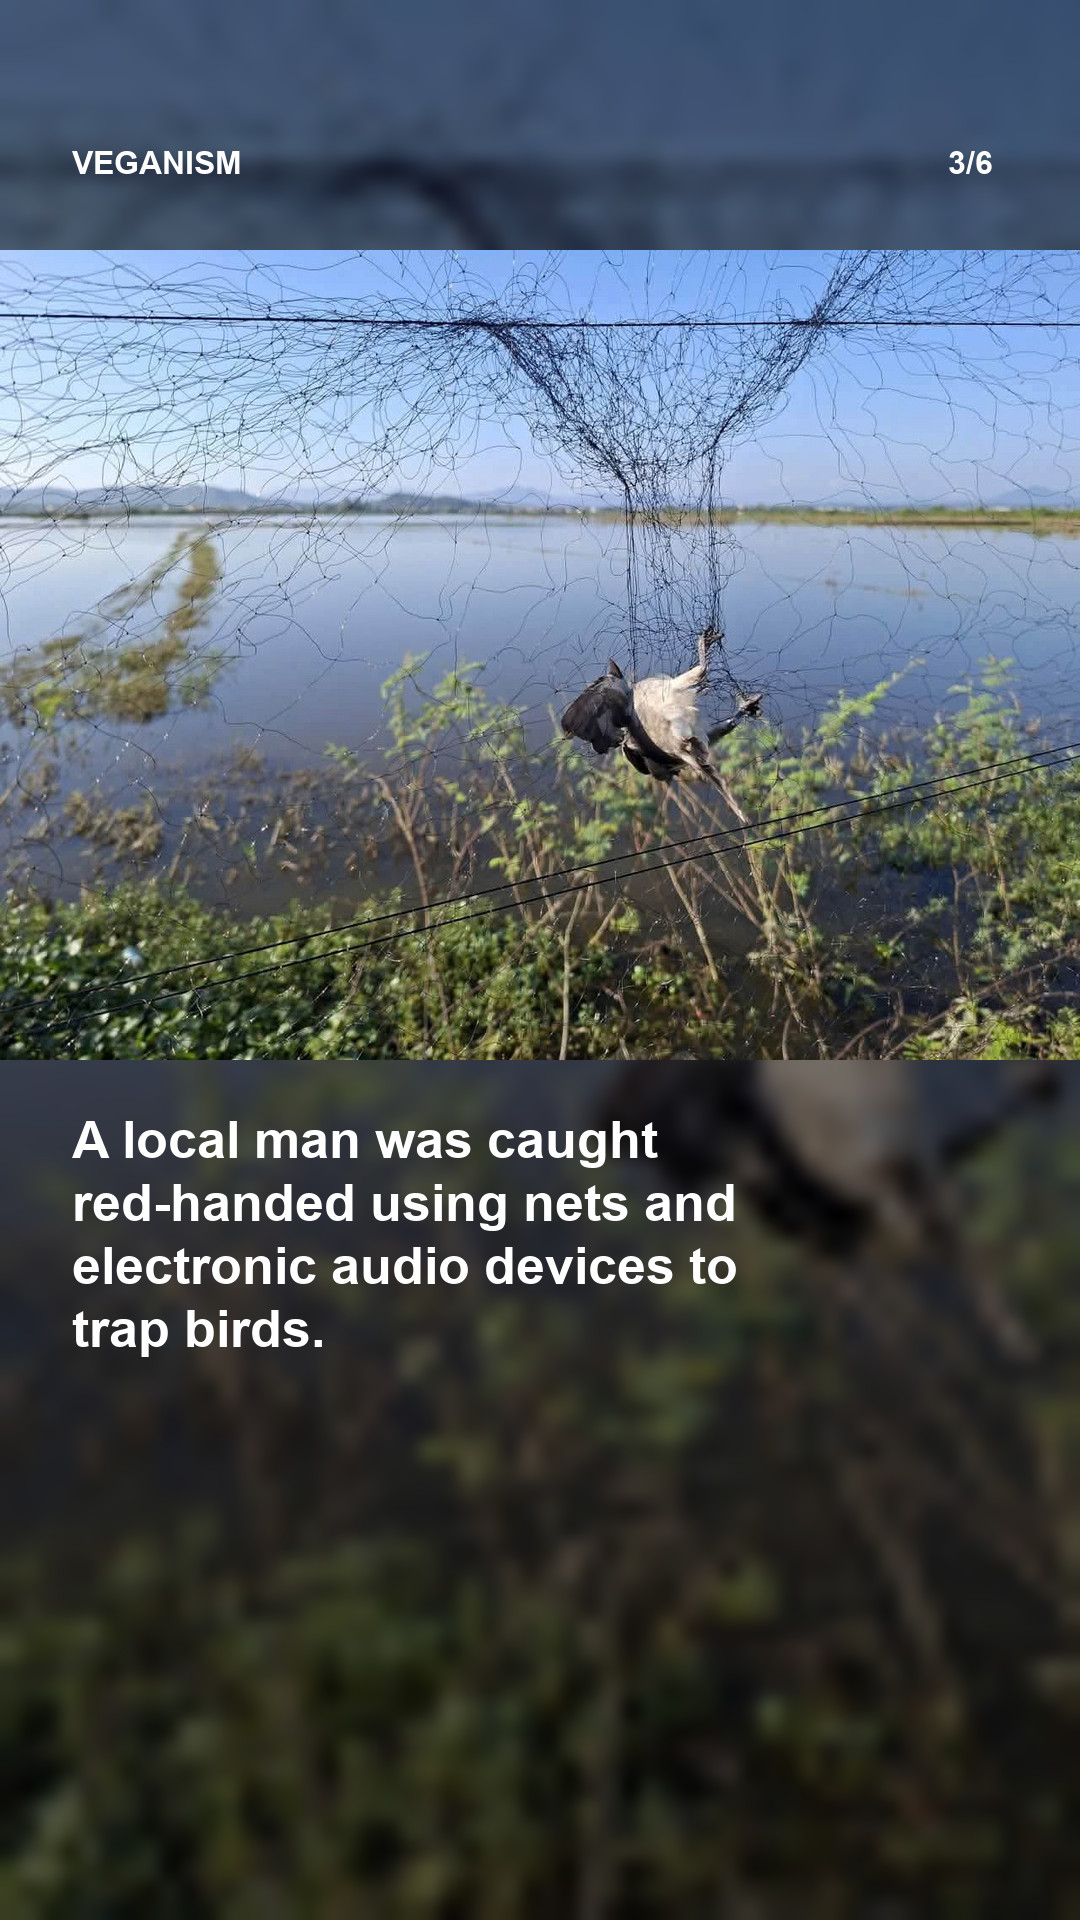 VEGANISM
3/6
A local man was caught
red-handed using nets and
electronic audio devices to
trap birds.